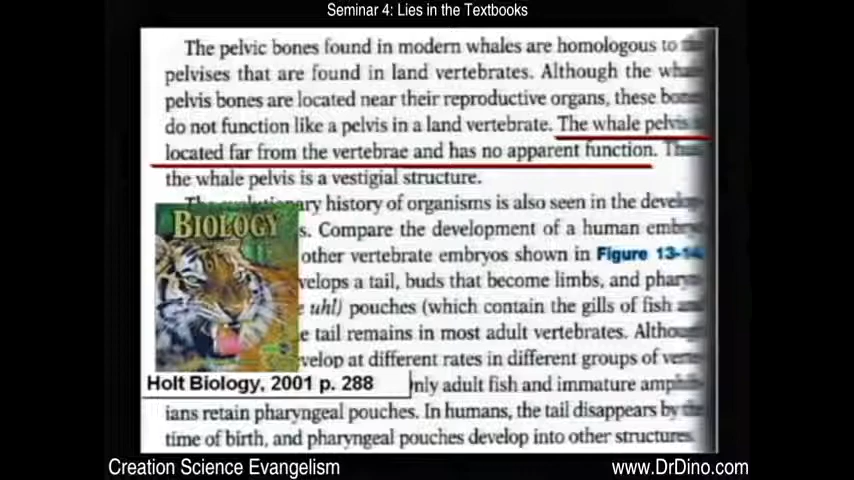 Seminar 4: Lies in the Textbooks
The pelvic bones found in modern whales are homologous to
pelvises that are found in land vertebrates. Although the
pelvis bones are located near their reproductive organs, these
do not function like a pelvis in a land vertebrate. The whale pelvis
located far from the vertebrae and has no apparent function.
the whale pelvis is a vestigial structure.
history of organisms is also seen in the
s. Compare the development of a human
other vertebrate embryos shown in Figure 13-14
a tail, buds that become limbs, and
uhl) pouches (which contain the gills of fish and
e tail remains in most adult vertebrates.
at different rates in different groups of
only adult fish and immature
ians retain pharyngeal pouches. In humans, the tail disappears by the
time of birth, and pharyngeal pouches develop into other structures.
BIOLOGY
Holt Biology, 2001 p. 288
Creation Science Evangelism
www.DrDino.com